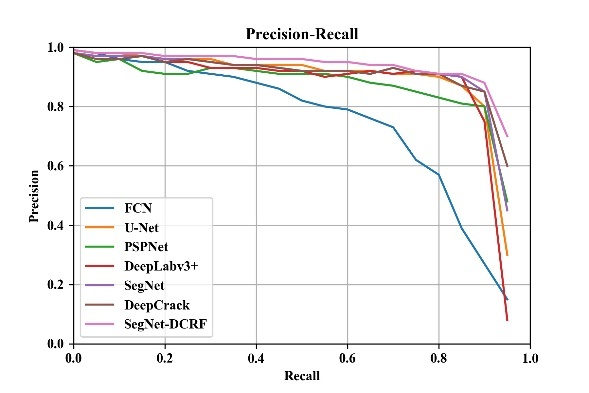 Precision-Recall
1.0
0.8
0.6
0.4
0.2
0.0
Precision
FCN
U-Net
PSPNet
DeepLabv3+
SegNet
DeepCrack
SegNet-DCRF
0.0 0.2 0.4 0.6 0.8 1.0
Recall